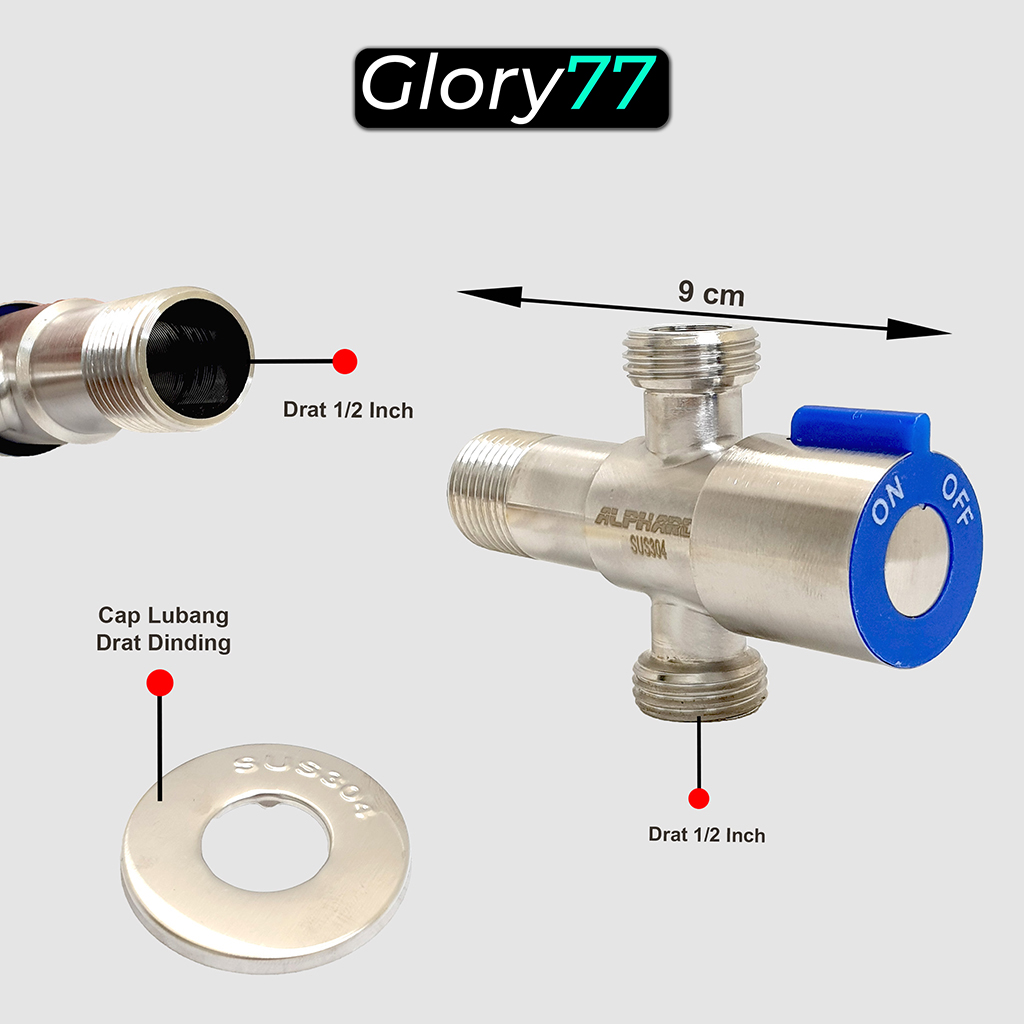 Glory77
9 cm
Drat 1/2 Inch
ON OFF
ALPHARD
SUS304
Cap Lubang
Drat Dinding
SUS304
Drat 1/2 Inch